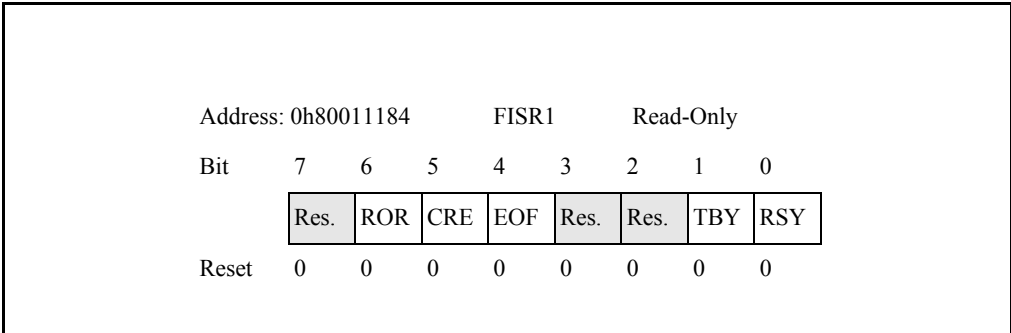 Address: 0h80011184 FISR1 Read-Only
Bit 7 6 5 4 3 2 1 0
Res. ROR CRE EOF Res. Res. TBY RSY
Reset 0 0 0 0 0 0 0 0